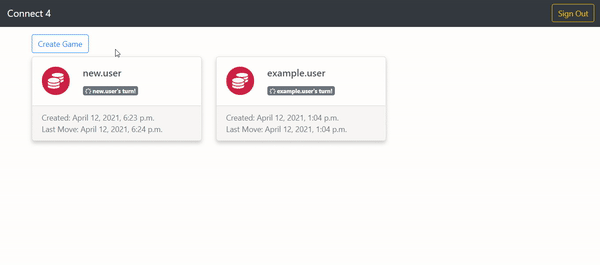 Connect 4
Sign Out
Create Game
new.user
new.user's turn!
Created: April 12, 2021, 6:23 p.m.
Last Move: April 12, 2021, 6:24 p.m.
example.user
example.user's turn!
Created: April 12, 2021, 1:04 p.m.
Last Move: April 12, 2021, 1:04 p.m.